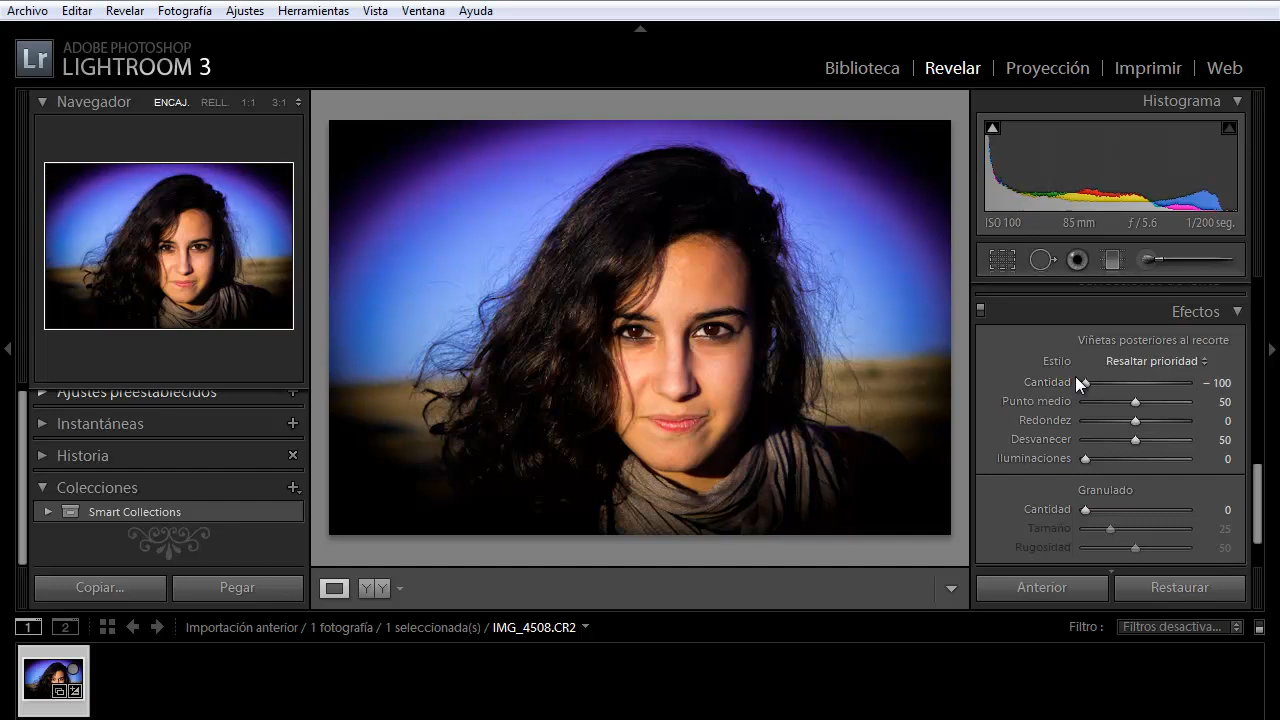 Archivo Editar Revelar Fotografía Ajustes Herramientas Vista Ventana Ayuda
Lr ADOBE PHOTOSHOP
LIGHTROOM 3
Biblioteca Revelar Proyección Imprimir Web
Navegador ENCAJ. RELL. 1:1 3:1
Histograma
ISO 100 85 mm ƒ / 5.6 1/200 seg.
Efectos
Viñetas posteriores al recorte
Estilo Resaltar prioridad
Cantidad – 100
Punto medio 50
Redondez 0
Desvanecer 50
Iluminaciones 0
Granulado
Cantidad 0
Tamaño 25
Rugosidad 50
Anterior Restaurar
Ajustes preestablecidos
Instantáneas
Historia
Colecciones
Smart Collections
Copiar... Pegar
YY
1 2 Importación anterior / 1 fotografía / 1 seleccionada(s) / IMG_4508.CR2
Filtro : Filtros desactiva...